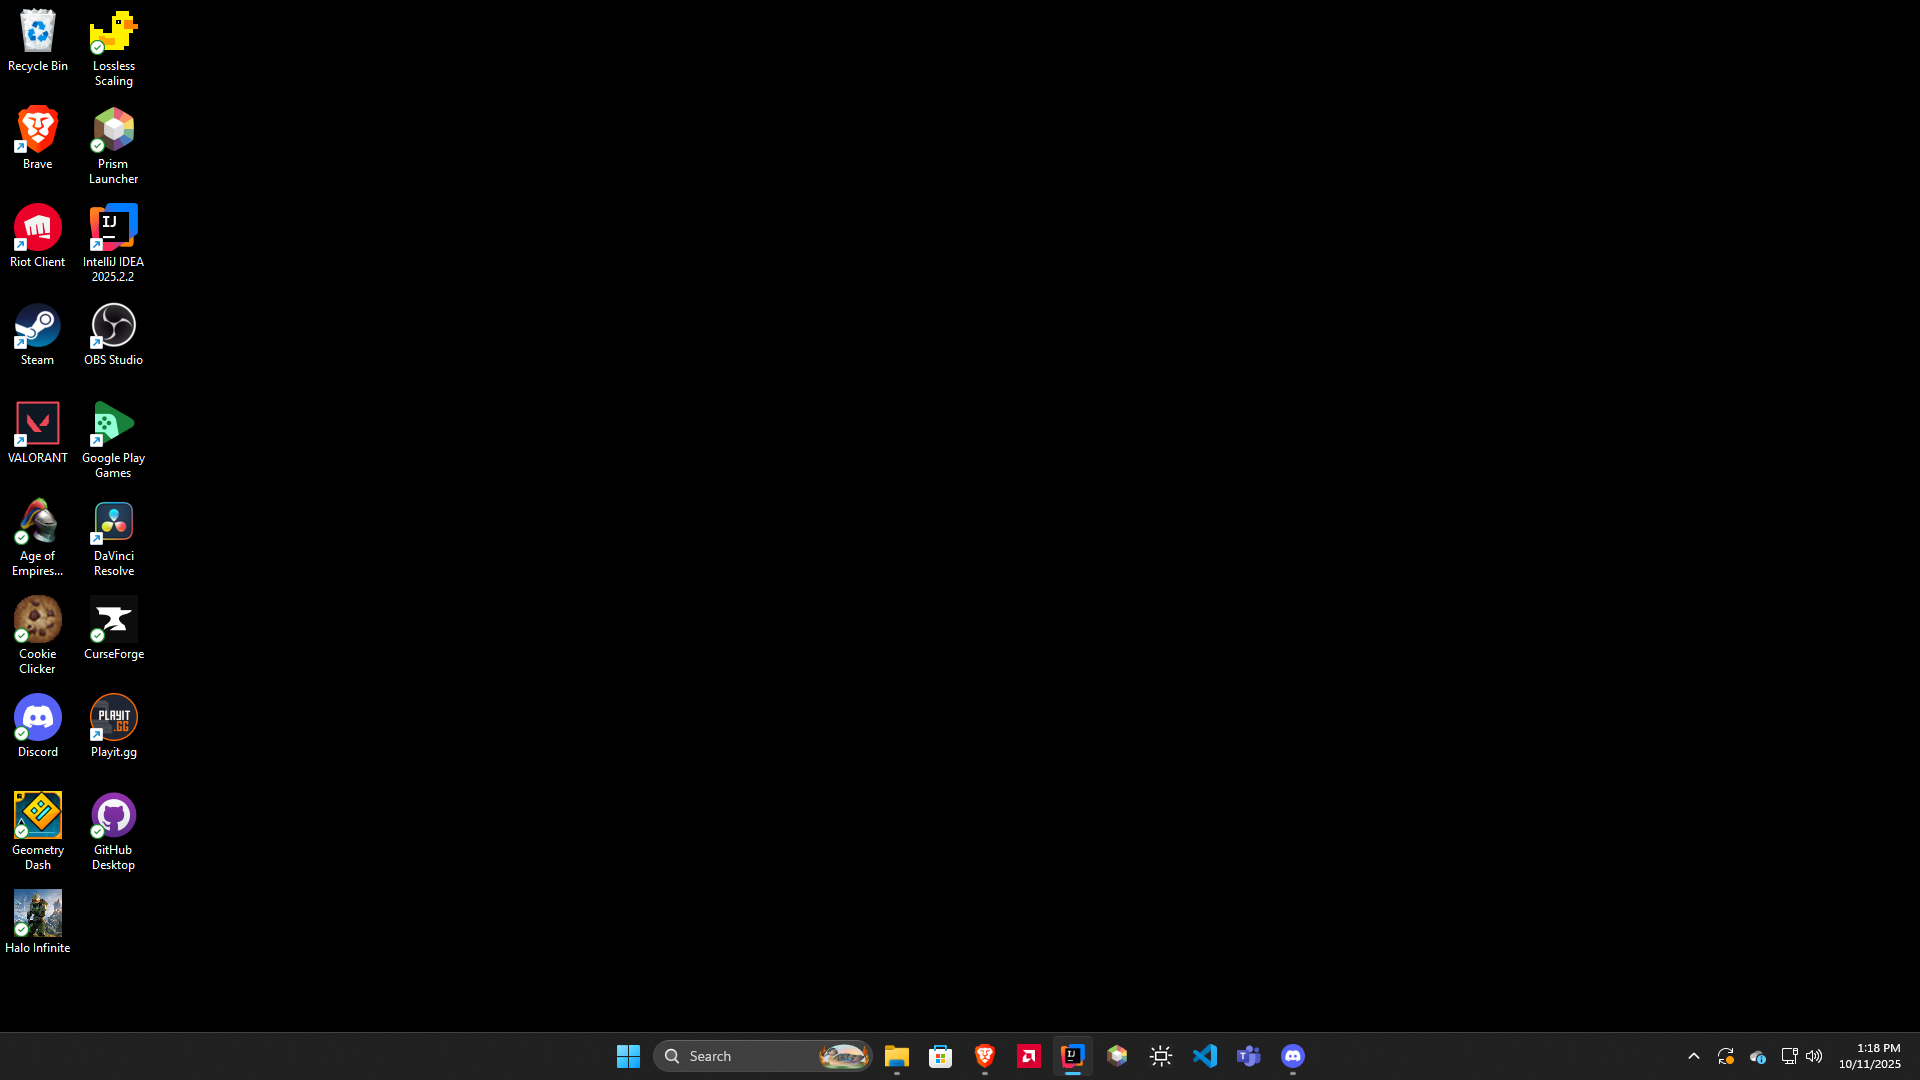 Recycle Bin
Lossless
Scaling
Brave
Prism
Launcher
Riot Client
IJ
IntelliJ IDEA
2025.2.2
Steam
OBS Studio
VALORANT
Google Play
Games
Age of
Empires...
DaVinci
Resolve
Cookie
Clicker
CurseForge
Discord
PLAYIT
.GG
Playit.gg
R
Geometry
Dash
GitHub
Desktop
Halo Infinite
Search
IJ
T
1:18 PM
10/11/2025